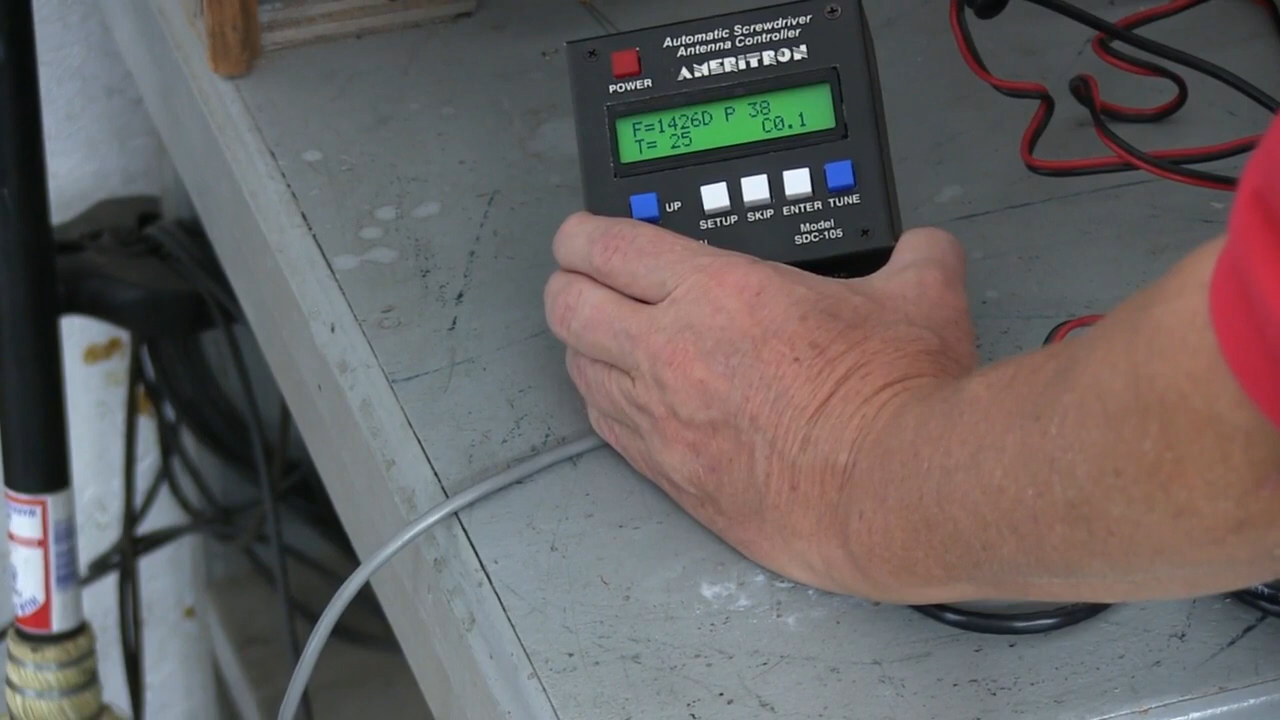 Automatic Screwdriver
Antenna Controller
AMERITRON
POWER
F=1426D P 38
T= 25 C0.1
UP
SETUP SKIP ENTER TUNE
Model
SDC-105